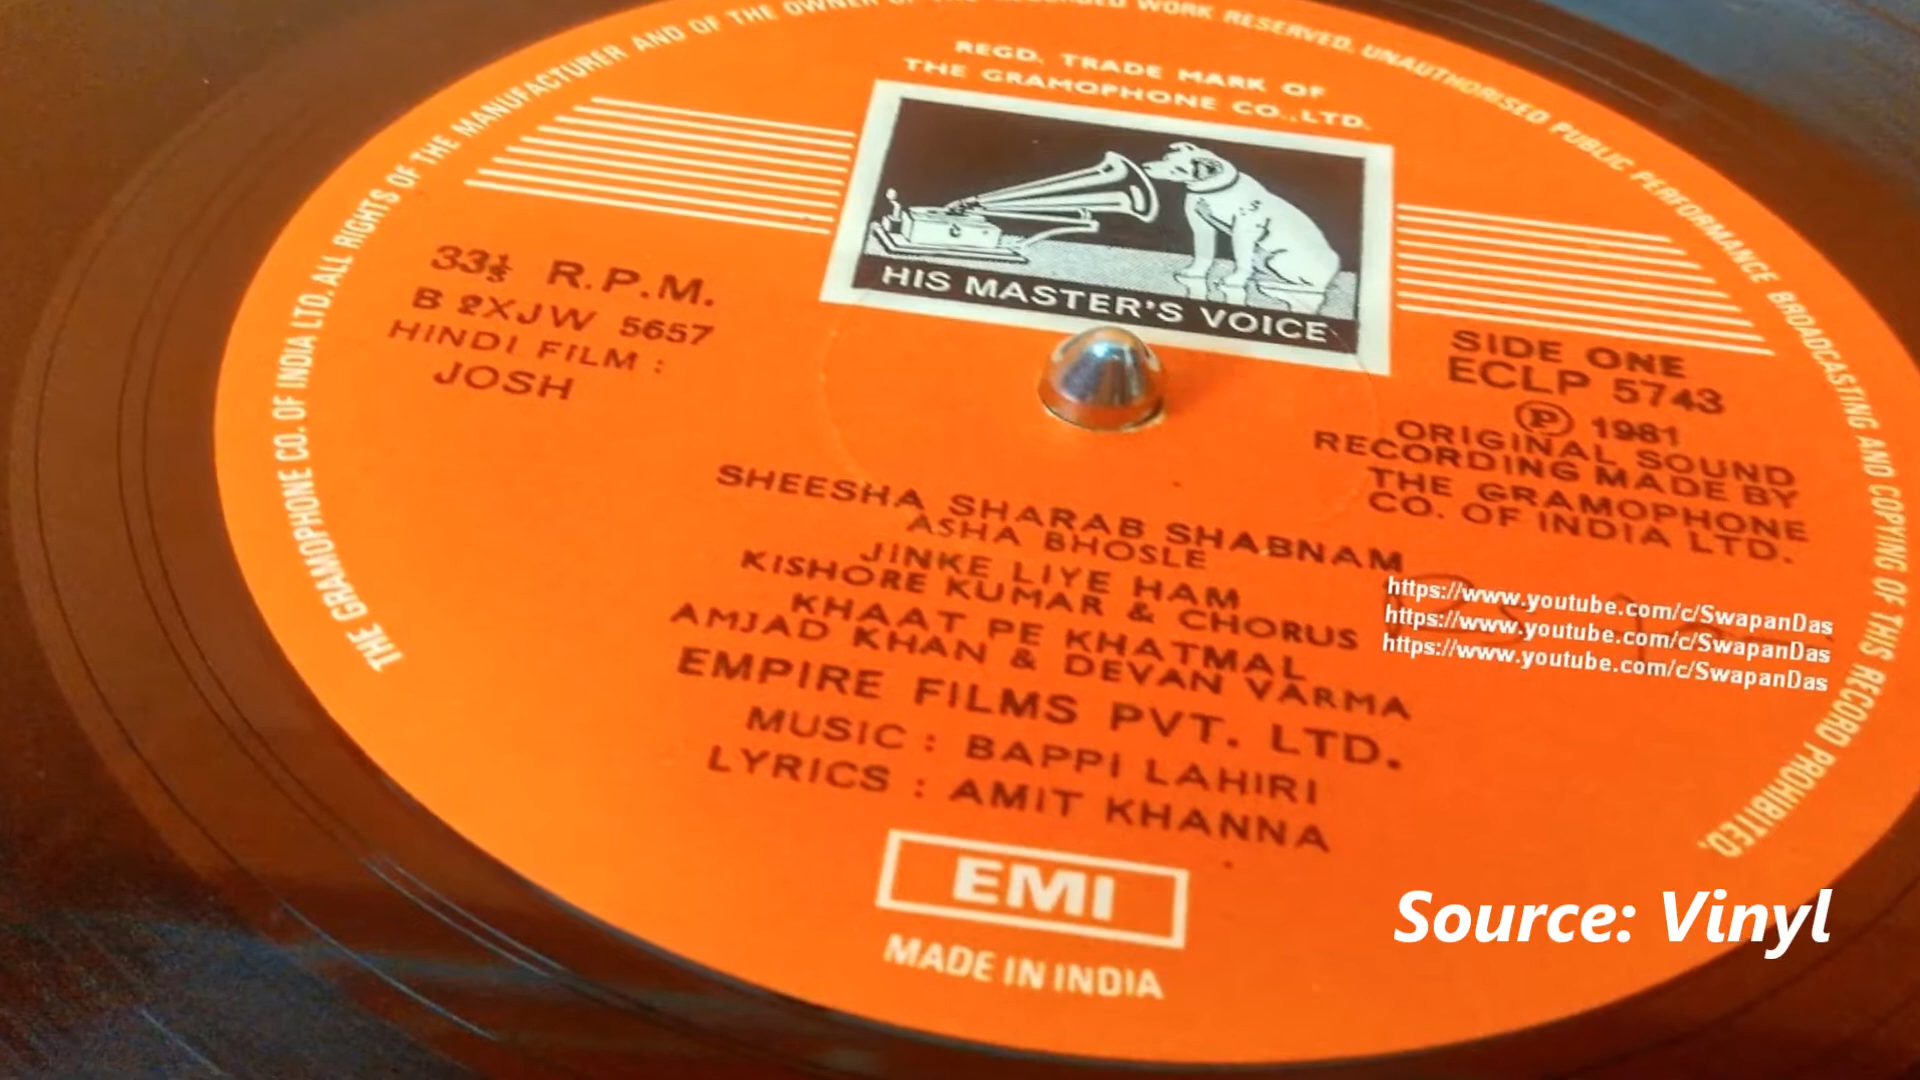 THE GRAMOPHONE CO. OF INDIA LTD. ALL RIGHTS OF THE MANUFACTURER AND OF THE OWNER OF THE RECORDED WORK RESERVED. UNAUTHORISED PUBLIC PERFORMANCE BROADCASTING AND COPYING OF THIS RECORD PROHIBITED.
REGD. TRADE MARK OF
THE GRAMOPHONE CO.,LTD.
HIS MASTER'S VOICE
33⅓ R.P.M.
B 2XJW 5657
HINDI FILM :
JOSH
SIDE ONE
ECLP 5743
Ⓟ 1981
ORIGINAL SOUND
RECORDING MADE BY
THE GRAMOPHONE
CO. OF INDIA LTD.
SHEESHA SHARAB SHABNAM
ASHA BHOSLE
JINKE LIYE HAM
KISHORE KUMAR & CHORUS
KHAAT PE KHATMAL
AMJAD KHAN & DEVAN VARMA
EMPIRE FILMS PVT. LTD.
MUSIC : BAPPI LAHIRI
LYRICS : AMIT KHANNA
https://www.youtube.com/c/SwapanDas
https://www.youtube.com/c/SwapanDas
https://www.youtube.com/c/SwapanDas
EMI
MADE IN INDIA
Source: Vinyl